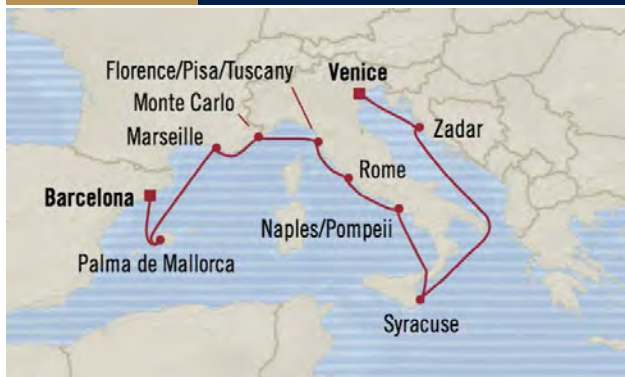 Florence/Pisa/Tuscany
Venice
Monte Carlo
Marseille
Zadar
Rome
Barcelona
Naples/Pompeii
Palma de Mallorca
Syracuse